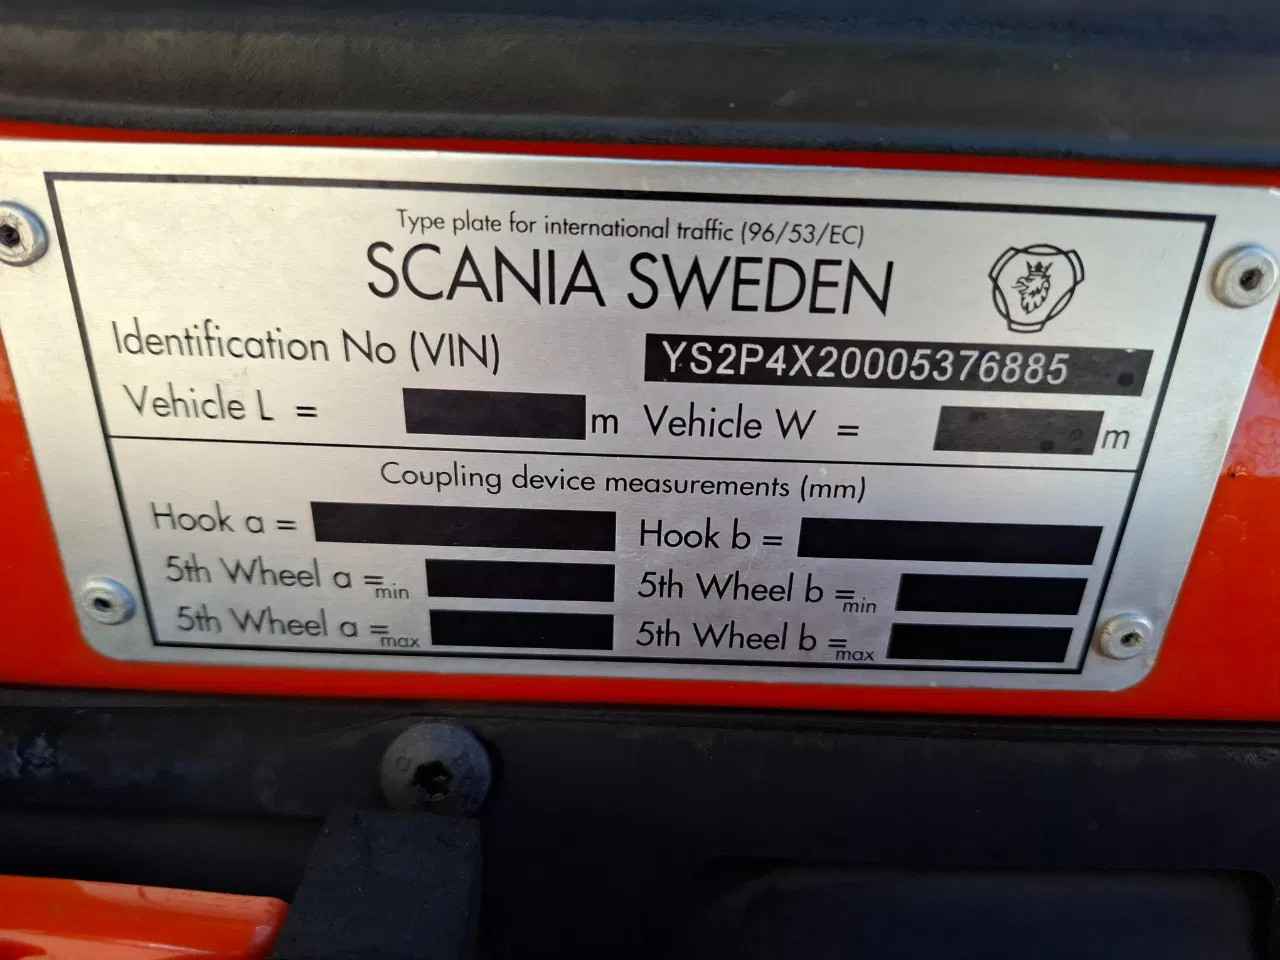 Type plate for international traffic (96/53/EC)
SCANIA SWEDEN
Identification No (VIN) YS2P4X20005376885
Vehicle L = m Vehicle W = m
Coupling device measurements (mm)
Hook a = Hook b =
5th Wheel a =min 5th Wheel b =min
5th Wheel a =max 5th Wheel b =max